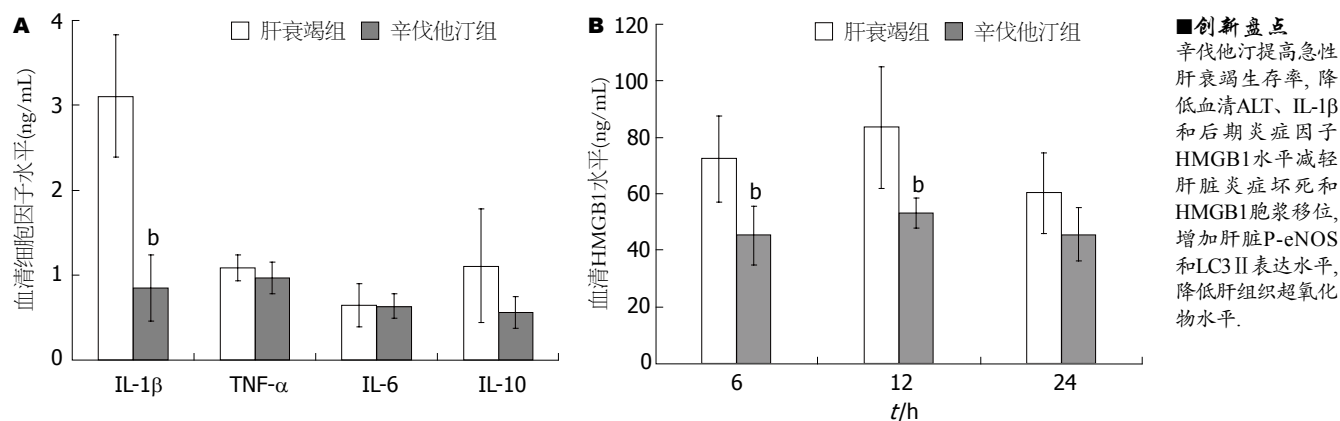 A
肝衰竭组 辛伐他汀组
血清细胞因子水平(ng/mL)
4
3
2
1
0
b
IL-1β TNF-α IL-6 IL-10
B
肝衰竭组 辛伐他汀组
血清HMGB1水平(ng/mL)
120
100
80
60
40
20
0
b
b
6 12 24
t/h
■创新盘点
辛伐他汀提高急性
肝衰竭生存率, 降
低血清ALT、IL-1β
和后期炎症因子
HMGB1水平减轻
肝脏炎症坏死和
HMGB1胞浆移位,
增加肝脏P-eNOS
和LC3Ⅱ表达水平,
降低肝组织超氧化
物水平.